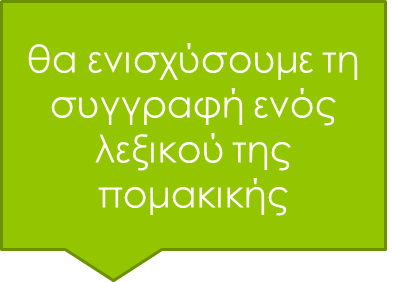 θα ενισχύσουμε τη
συγγραφή ενός
λεξικού της
πομακικής